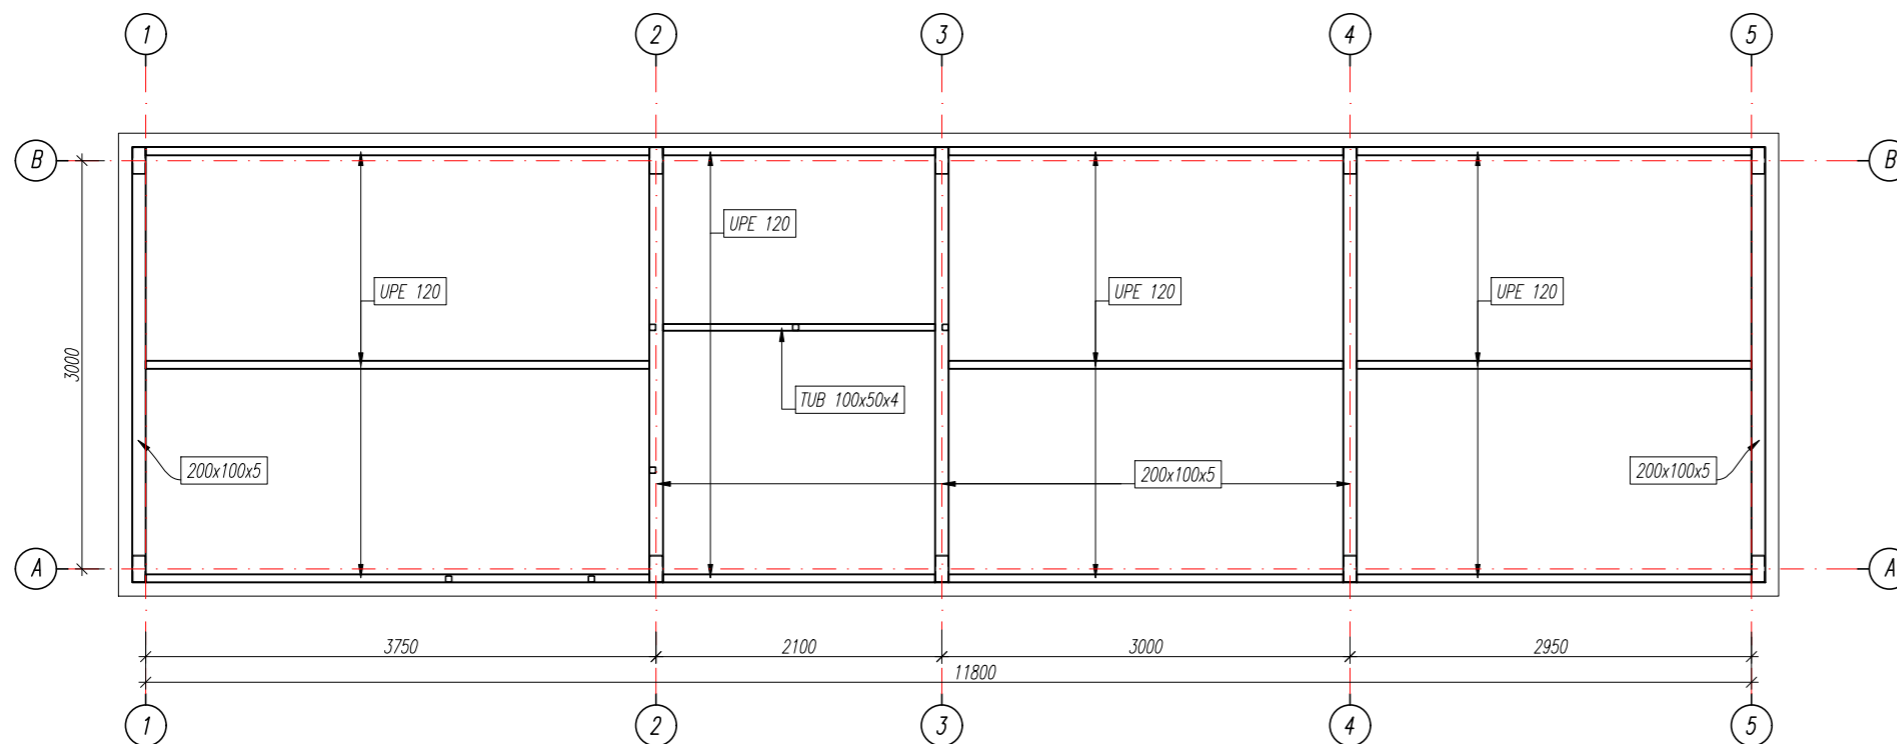 1 2 3 4 5
B B
UPE 120
UPE 120 UPE 120 UPE 120
3000
TUB 100x50x4
200x100x5 200x100x5 200x100x5
A A
3750 2100 3000 2950
11800
1 2 3 4 5